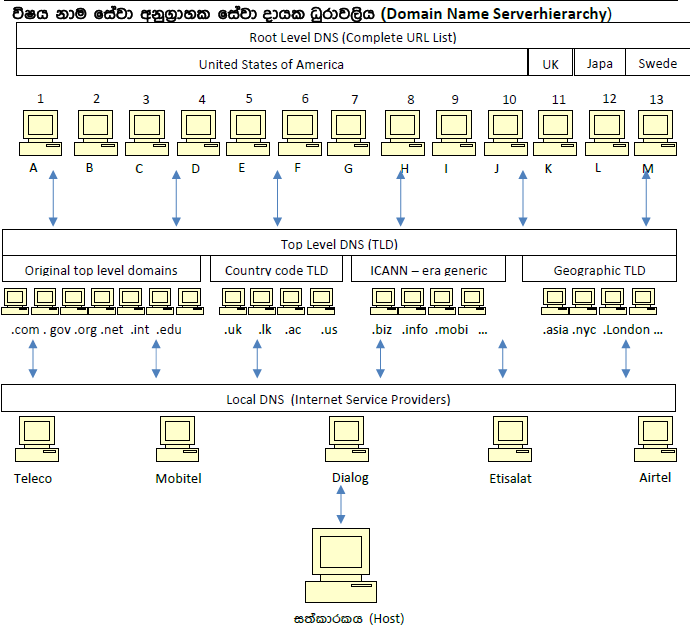 විෂය නාම සේවා අනුග්‍රාහක සේවා දායක ධුරාවලිය (Domain Name Serverhierarchy)
Root Level DNS (Complete URL List)
United States of America UK Japa Swede
1 2 3 4 5 6 7 8 9 10 11 12 13
A B C D E F G H I J K L M
Top Level DNS (TLD)
Original top level domains Country code TLD ICANN – era generic Geographic TLD
.com . gov .org .net .int .edu .uk .lk .ac .us .biz .info .mobi ... .asia .nyc .London ...
Local DNS (Internet Service Providers)
Teleco Mobitel Dialog Etisalat Airtel
සත්කාරකය (Host)